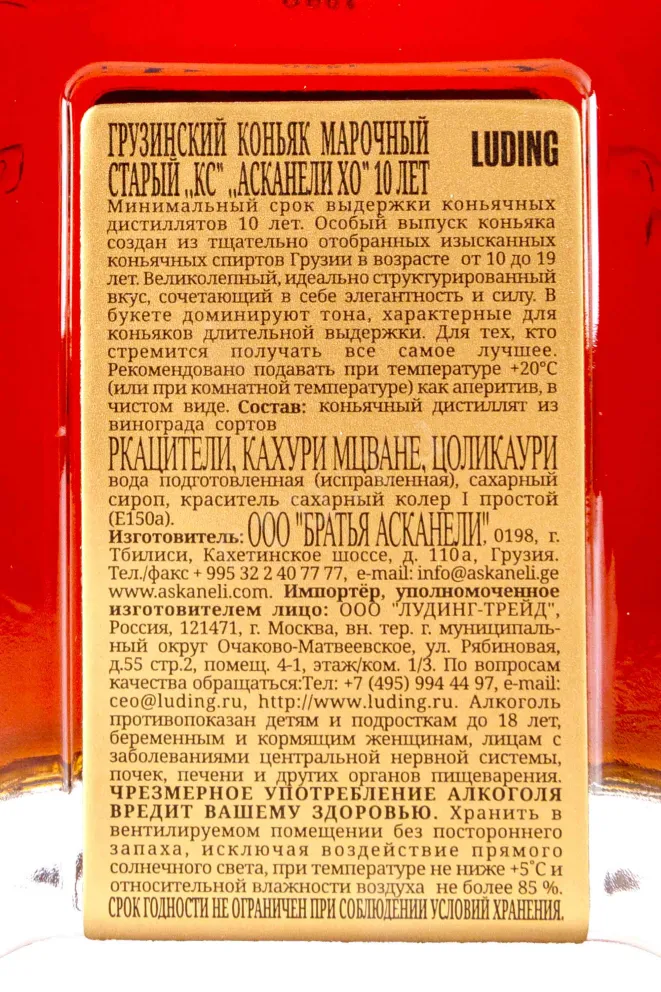 ГРУЗИНСКИЙ КОНЬЯК МАРОЧНЫЙ
LUDING
СТАРЫЙ „КС" „АСКАНЕЛИ ХО" 10 ЛЕТ
Минимальный срок выдержки коньячных
дистиллятов 10 лет. Особый выпуск коньяка
создан из тщательно отобранных изысканных
коньячных спиртов Грузии в возрасте от 10 до 19
лет. Великолепный, идеально структурированный
вкус, сочетающий в себе элегантность и силу. В
букете доминируют тона, характерные для
коньяков длительной выдержки. Для тех, кто
стремится получать все самое лучшее.
Рекомендовано подавать при температуре +20°С
(или при комнатной температуре) как аперитив, в
чистом виде. Состав: коньячный дистиллят из
винограда сортов
РКАЦИТЕЛИ, КАХУРИ МЦВАНЕ, ЦОЛИКАУРИ
вода подготовленная (исправленная), сахарный
сироп, краситель сахарный колер I простой
(Е150а).
Изготовитель: ООО "БРАТЬЯ АСКАНЕЛИ", 0198, г.
Тбилиси, Кахетинское шоссе, д. 110а, Грузия.
Тел./факс + 995 32 2 40 77 77, e-mail: info@askaneli.ge
www.askaneli.com. Импортёр, уполномоченное
изготовителем лицо: ООО "ЛУДИНГ-ТРЕЙД",
Россия, 121471, г. Москва, вн. тер. г. муниципаль-
ный округ Очаково-Матвеевское, ул. Рябиновая,
д.55 стр.2, помещ. 4-1, этаж/ком. 1/3. По вопросам
качества обращаться:Тел: +7 (495) 994 44 97, e-mail:
ceo@luding.ru, http://www.luding.ru. Алкоголь
противопоказан детям и подросткам до 18 лет,
беременным и кормящим женщинам, лицам с
заболеваниями центральной нервной системы,
почек, печени и других органов пищеварения.
ЧРЕЗМЕРНОЕ УПОТРЕБЛЕНИЕ АЛКОГОЛЯ
ВРЕДИТ ВАШЕМУ ЗДОРОВЬЮ. Хранить в
вентилируемом помещении без постороннего
запаха, исключая воздействие прямого
солнечного света, при температуре не ниже +5°С и
относительной влажности воздуха не более 85 %.
СРОК ГОДНОСТИ НЕ ОГРАНИЧЕН ПРИ СОБЛЮДЕНИИ УСЛОВИЙ ХРАНЕНИЯ.